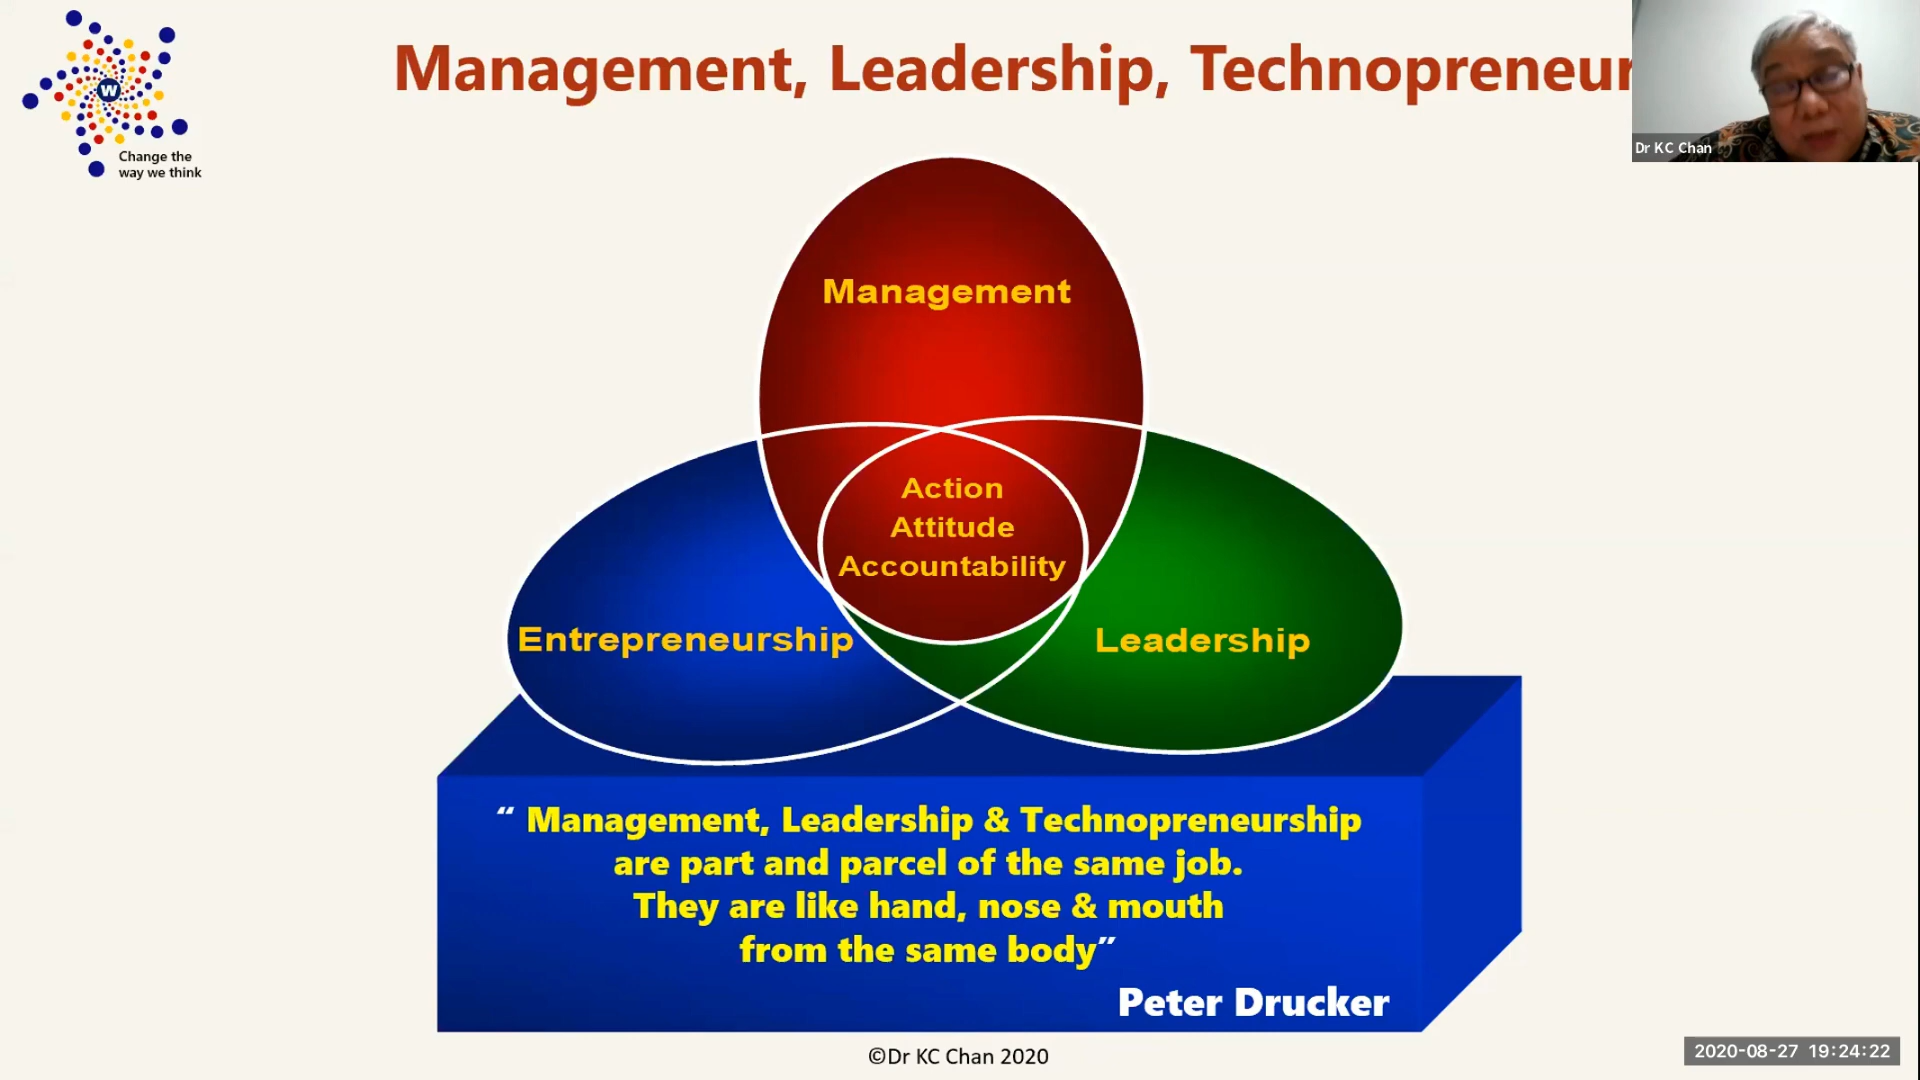 W
Change the
way we think
Management, Leadership, Technopreneur
Dr KC Chan
Management
Action
Attitude
Accountability
Entrepreneurship
Leadership
“ Management, Leadership & Technopreneurship
are part and parcel of the same job.
They are like hand, nose & mouth
from the same body”
Peter Drucker
©Dr KC Chan 2020
2020-08-27 19:24:22